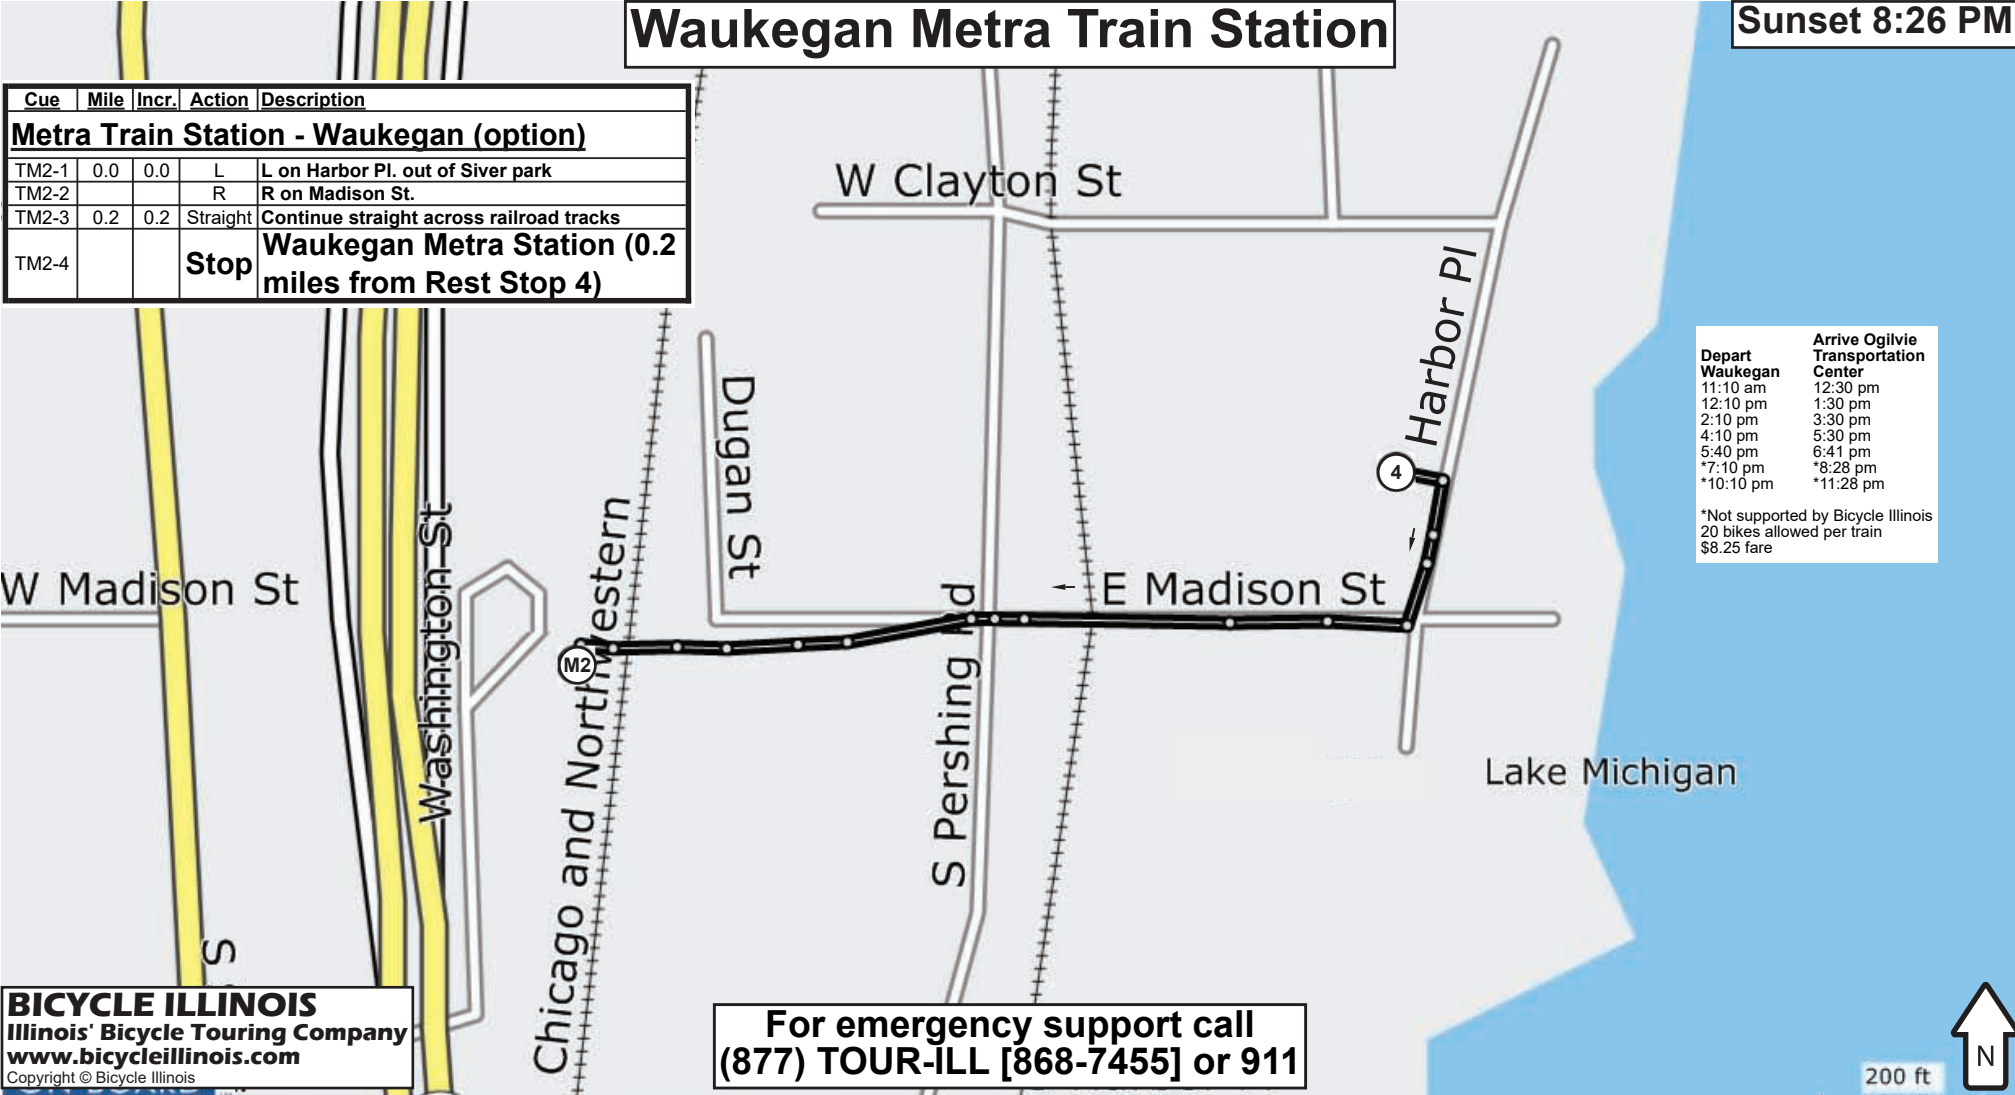 Waukegan Metra Train Station
Sunset 8:26 PM
Cue Mile Incr. Action Description
Metra Train Station - Waukegan (option)
TM2-1 0.0 0.0 L L on Harbor Pl. out of Siver park
TM2-2 R R on Madison St.
TM2-3 0.2 0.2 Straight Continue straight across railroad tracks
TM2-4 Stop Waukegan Metra Station (0.2
miles from Rest Stop 4)
W Clayton St
Harbor Pl
Depart
Waukegan
Arrive Ogilvie
Transportation
Center
11:10 am 12:30 pm
12:10 pm 1:30 pm
2:10 pm 3:30 pm
4:10 pm 5:30 pm
5:40 pm 6:41 pm
*7:10 pm *8:28 pm
*10:10 pm *11:28 pm
*Not supported by Bicycle Illinois
20 bikes allowed per train
$8.25 fare
Dugan St
4
Washington St
W Madison St
E Madison St
M2
Chicago and Northwestern
S Pershing Rd
Lake Michigan
S
BICYCLE ILLINOIS
Illinois' Bicycle Touring Company
www.bicycleillinois.com
Copyright © Bicycle Illinois
For emergency support call
(877) TOUR-ILL [868-7455] or 911
200 ft
N